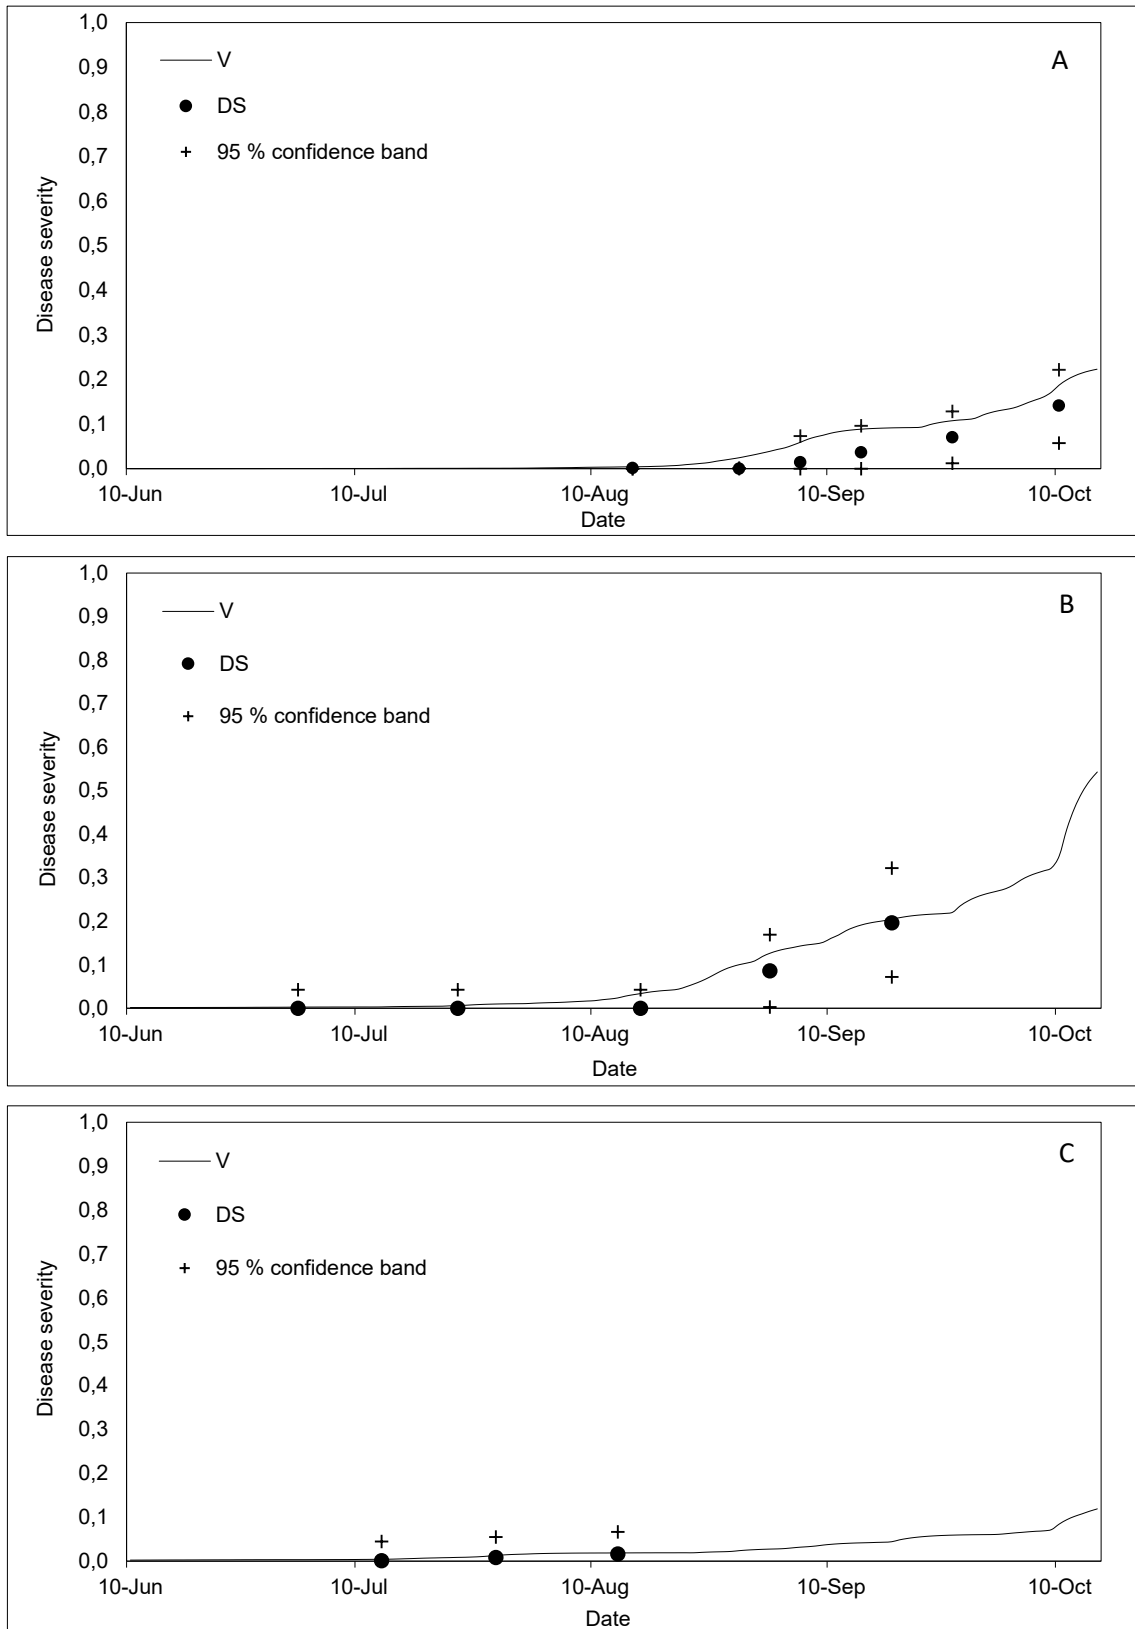 A
1,0
0,9
0,8
0,7
0,6
0,5
0,4
0,3
0,2
0,1
0,0
Disease severity
V
DS
95 % confidence band
10-Jun 10-Jul 10-Aug 10-Sep 10-Oct
Date
B
1,0
0,9
0,8
0,7
0,6
0,5
0,4
0,3
0,2
0,1
0,0
Disease severity
V
DS
95 % confidence band
10-Jun 10-Jul 10-Aug 10-Sep 10-Oct
Date
C
1,0
0,9
0,8
0,7
0,6
0,5
0,4
0,3
0,2
0,1
0,0
Disease severity
V
DS
95 % confidence band
10-Jun 10-Jul 10-Aug 10-Sep 10-Oct
Date